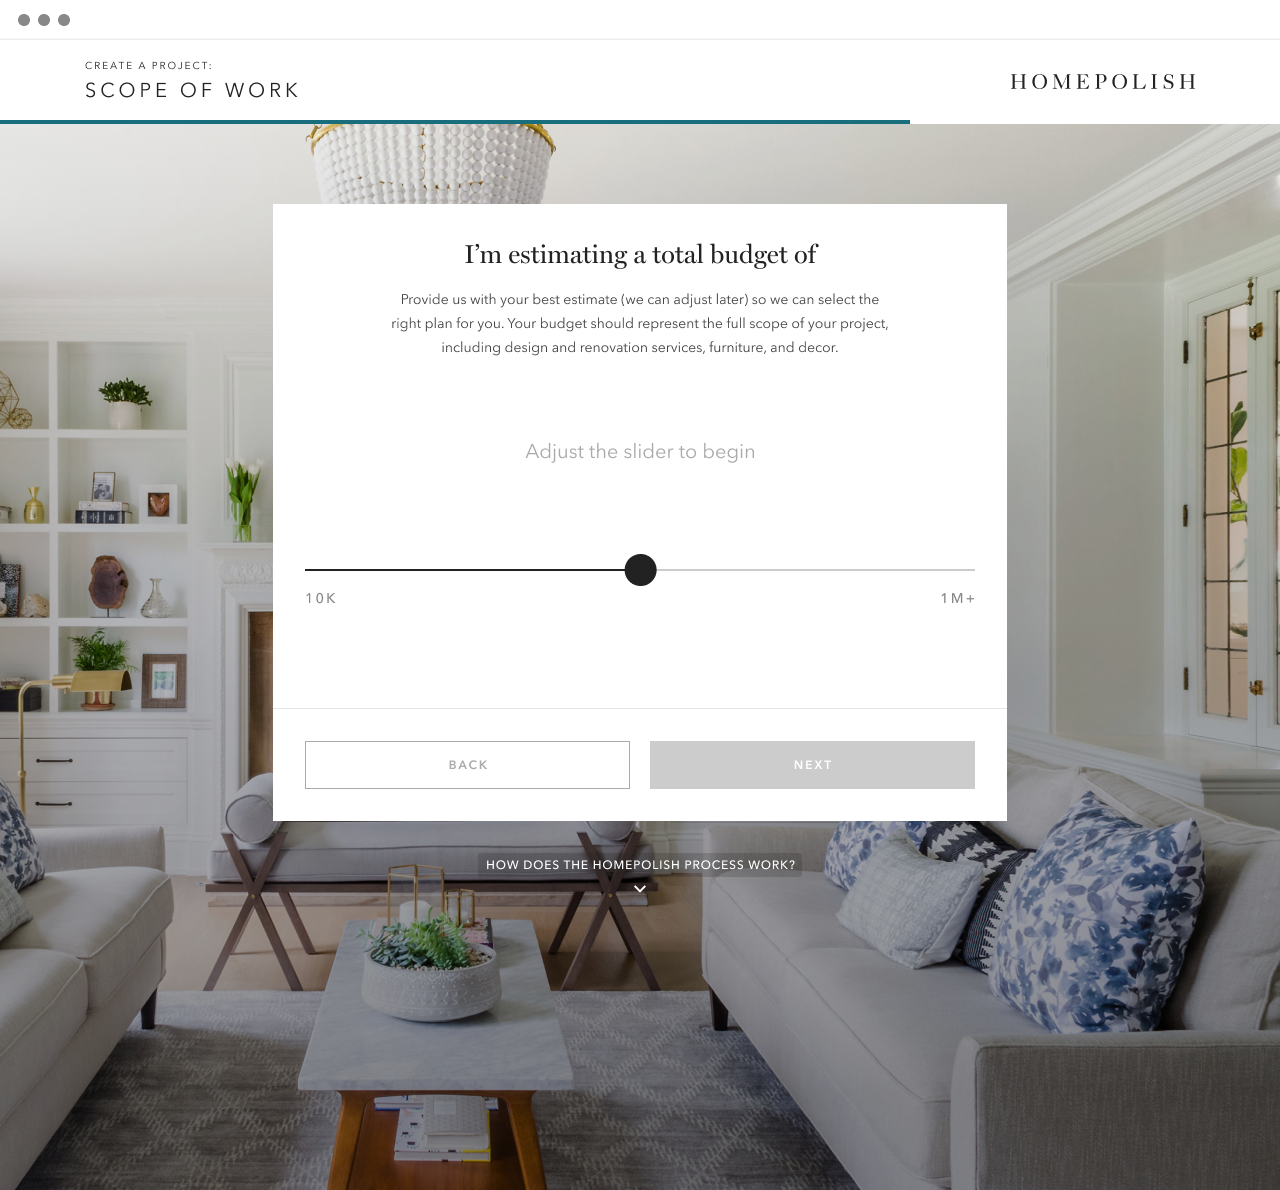 CREATE A PROJECT:
SCOPE OF WORK
HOMEPOLISH
I’m estimating a total budget of
Provide us with your best estimate (we can adjust later) so we can select the
right plan for you. Your budget should represent the full scope of your project,
including design and renovation services, furniture, and decor.
Adjust the slider to begin
10K
1M+
BACK
NEXT
HOW DOES THE HOMEPOLISH PROCESS WORK?